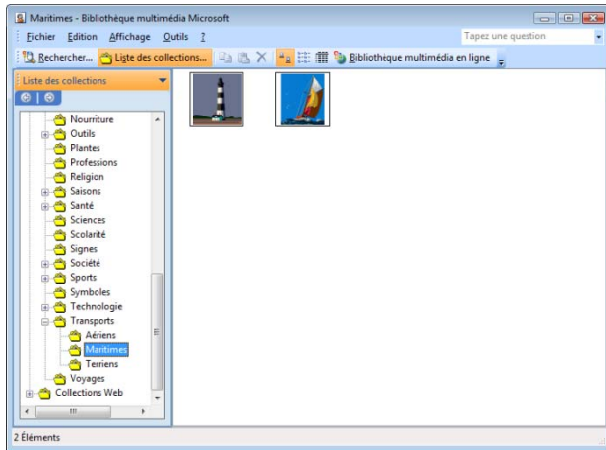 Maritimes - Bibliothèque multimédia Microsoft
Fichier Edition Affichage Outils ? Tapez une question
Rechercher... Liste des collections... Bibliothèque multimédia en ligne
Liste des collections
Nourriture
Outils
Plantes
Professions
Religion
Saisons
Santé
Sciences
Scolarité
Signes
Société
Sports
Symboles
Technologie
Transports
Aériens
Maritimes
Terriens
Voyages
Collections Web
2 Éléments